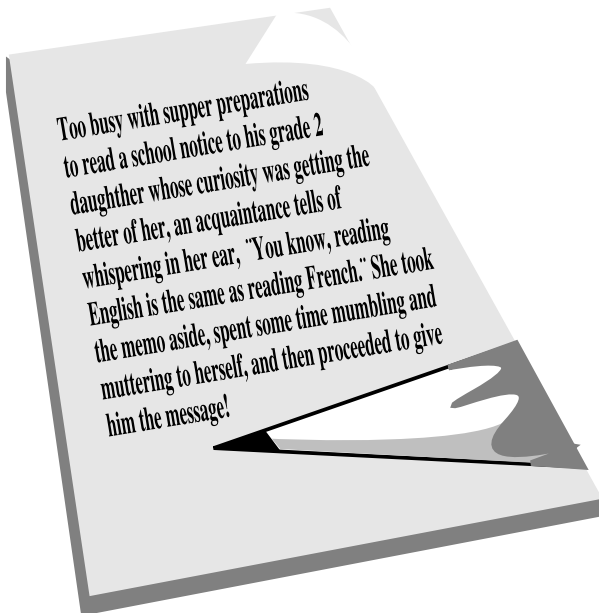 Too busy with supper preparations
to read a school notice to his grade 2
daughther whose curiosity was getting the
better of her, an acquaintance tells of
whispering in her ear, "You know, reading
English is the same as reading French." She took
the memo aside, spent some time mumbling and
muttering to herself, and then proceeded to give
him the message!